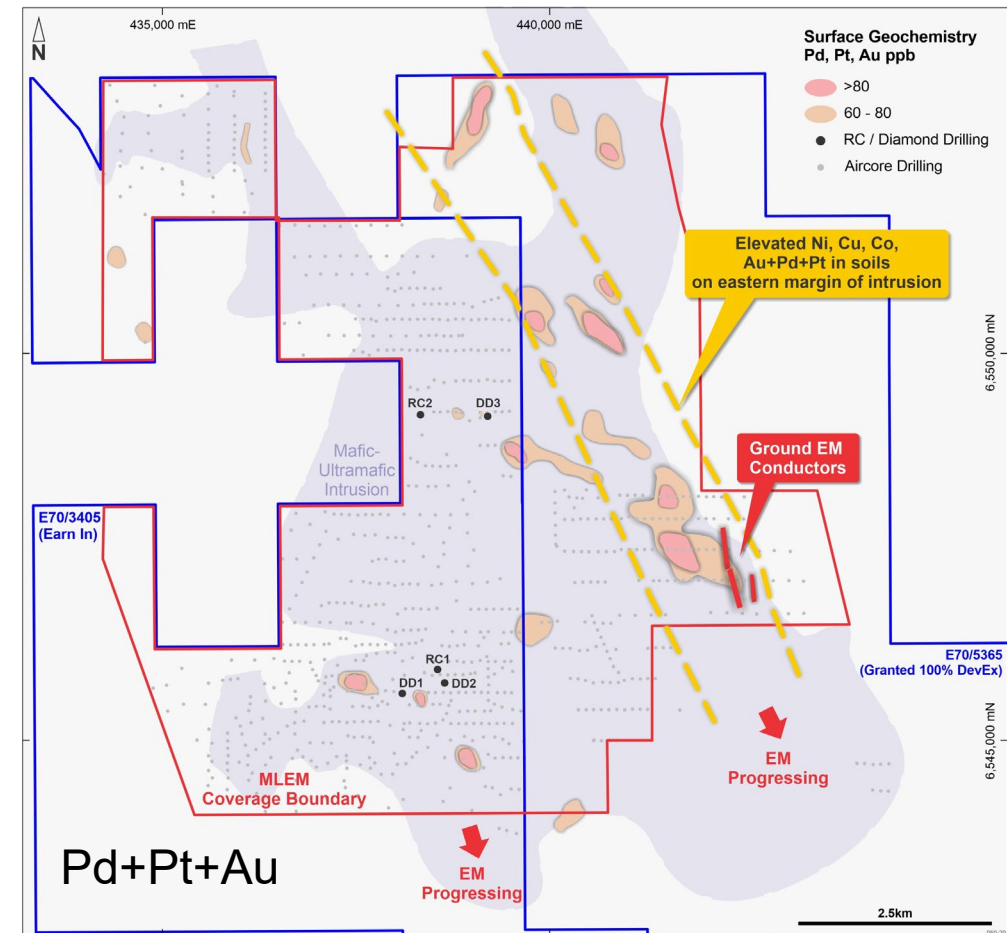 435,000 mE
440,000 mE
N
Surface Geochemistry
Pd, Pt, Au ppb
>80
60 - 80
RC / Diamond Drilling
Aircore Drilling
Elevated Ni, Cu, Co,
Au+Pd+Pt in soils
on eastern margin of intrusion
6,550,000 mN
RC2
DD3
Mafic-
Ultramafic
Intrusion
Ground EM
Conductors
E70/3405
(Earn In)
E70/5365
(Granted 100% DevEx)
RC1
DD1
DD2
6,545,000 mN
EM
Progressing
MLEM
Coverage Boundary
Pd+Pt+Au
EM
Progressing
2.5km